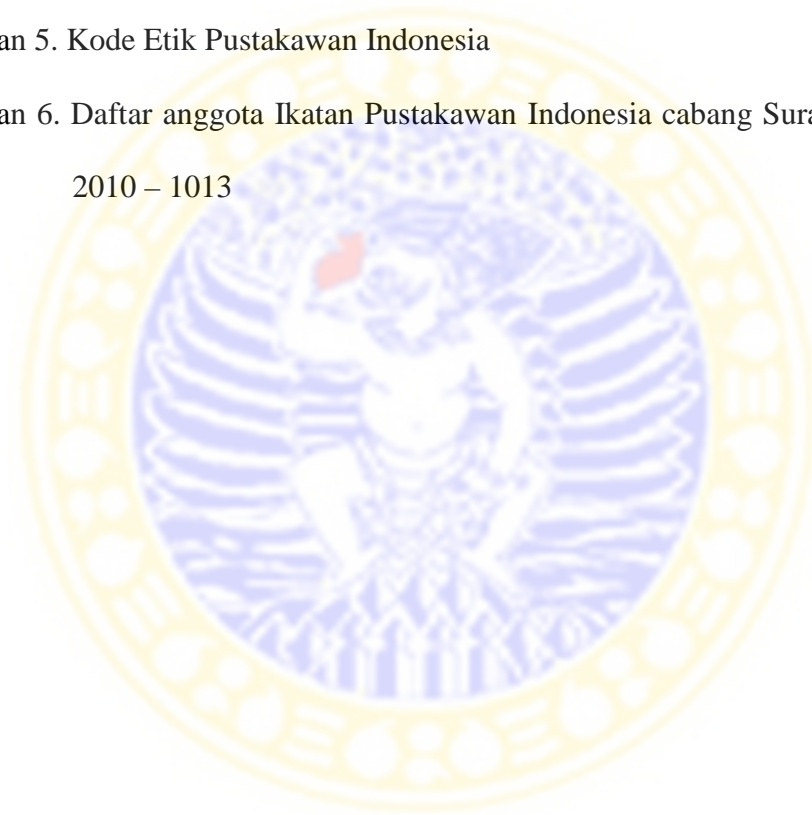 an 5. Kode Etik Pustakawan Indonesia
an 6. Daftar anggota Ikatan Pustakawan Indonesia cabang Sura
2010 – 1013